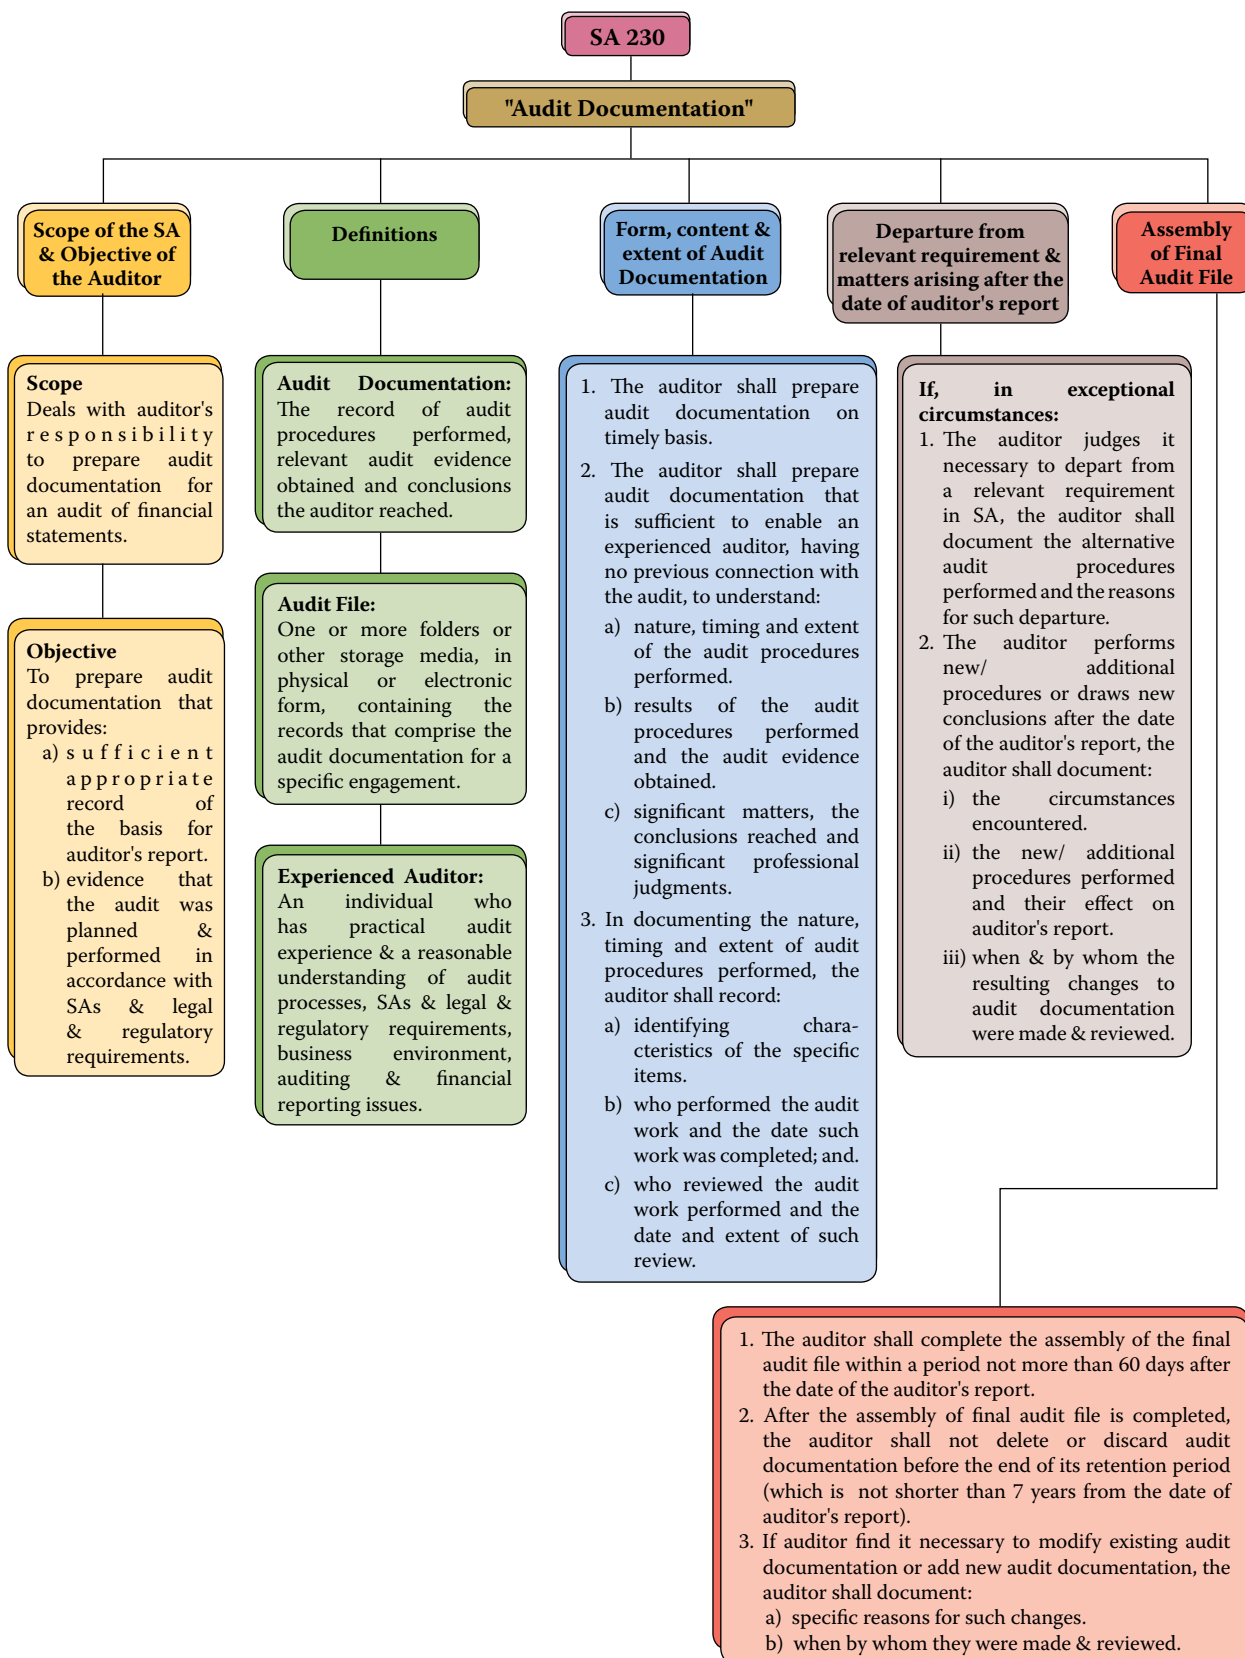 SA 230
"Audit Documentation"
Scope of the SA
& Objective of
the Auditor
Scope
Deals with auditor's
responsibility
to prepare audit
documentation for
an audit of financial
statements.
Objective
To prepare audit
documentation that
provides:
a) sufficient
appropriate
record of
the basis for
auditor's report.
b) evidence that
the audit was
planned &
performed in
accordance with
SAs & legal
& regulatory
requirements.
Definitions
Audit Documentation:
The record of audit
procedures performed,
relevant audit evidence
obtained and conclusions
the auditor reached.
Audit File:
One or more folders or
other storage media, in
physical or electronic
form, containing the
records that comprise the
audit documentation for a
specific engagement.
Experienced Auditor:
An individual who
has practical audit
experience & a reasonable
understanding of audit
processes, SAs & legal &
regulatory requirements,
business environment,
auditing & financial
reporting issues.
Form, content &
extent of Audit
Documentation
1. The auditor shall prepare
audit documentation on
timely basis.
2. The auditor shall prepare
audit documentation that
is sufficient to enable an
experienced auditor, having
no previous connection with
the audit, to understand:
a) nature, timing and extent
of the audit procedures
performed.
b) results of the audit
procedures performed
and the audit evidence
obtained.
c) significant matters, the
conclusions reached and
significant professional
judgments.
3. In documenting the nature,
timing and extent of audit
procedures performed, the
auditor shall record:
a) identifying chara-
cteristics of the specific
items.
b) who performed the audit
work and the date such
work was completed; and.
c) who reviewed the audit
work performed and the
date and extent of such
review.
Departure from
relevant requirement &
matters arising after the
date of auditor's report
If, in exceptional
circumstances:
1. The auditor judges it
necessary to depart from
a relevant requirement
in SA, the auditor shall
document the alternative
audit procedures
performed and the reasons
for such departure.
2. The auditor performs
new/ additional
procedures or draws new
conclusions after the date
of the auditor's report, the
auditor shall document:
i) the circumstances
encountered.
ii) the new/ additional
procedures performed
and their effect on
auditor's report.
iii) when & by whom the
resulting changes to
audit documentation
were made & reviewed.
Assembly
of Final
Audit File
1. The auditor shall complete the assembly of the final
audit file within a period not more than 60 days after
the date of the auditor's report.
2. After the assembly of final audit file is completed,
the auditor shall not delete or discard audit
documentation before the end of its retention period
(which is not shorter than 7 years from the date of
auditor's report).
3. If auditor find it necessary to modify existing audit
documentation or add new audit documentation, the
auditor shall document:
a) specific reasons for such changes.
b) when by whom they were made & reviewed.